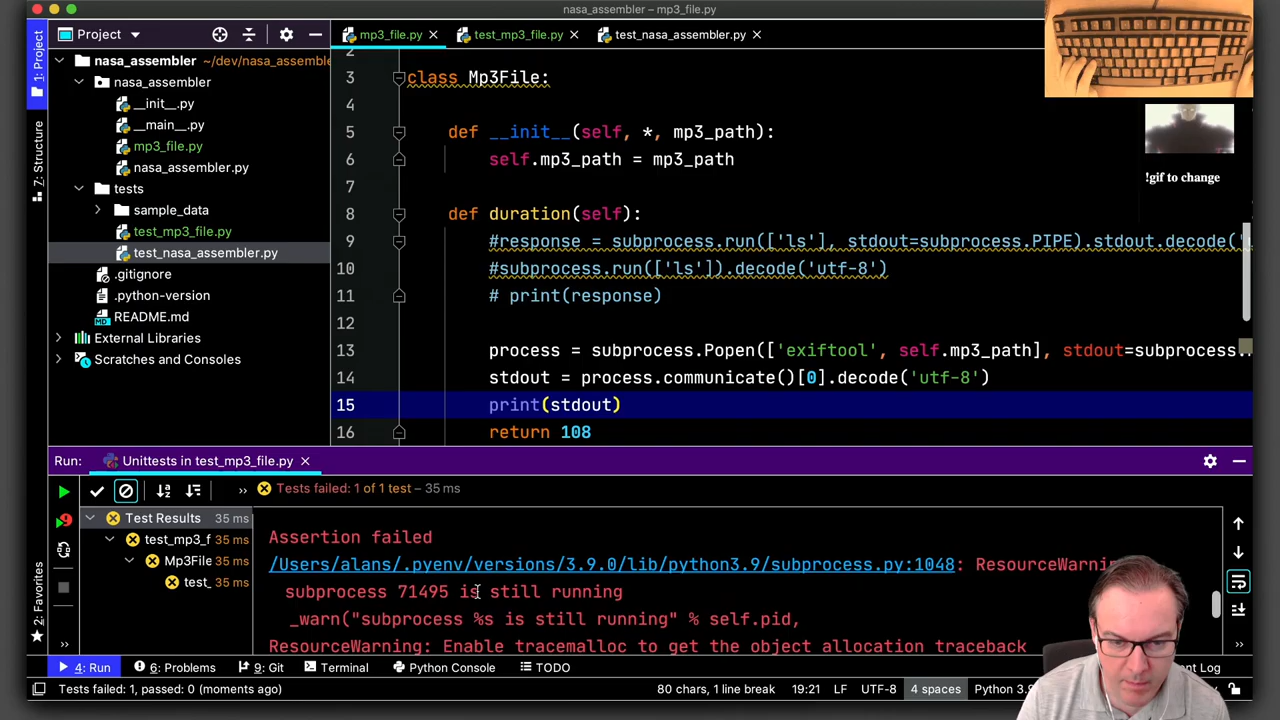 nasa_assembler – mp3_file.py
Project
mp3_file.py
test_mp3_file.py
test_nasa_assembler.py
1: Project
7: Structure
2: Favorites
nasa_assembler ~/dev/nasa_assemble
nasa_assembler
__init__.py
__main__.py
mp3_file.py
nasa_assembler.py
tests
sample_data
test_mp3_file.py
test_nasa_assembler.py
.gitignore
.python-version
README.md
External Libraries
Scratches and Consoles
2
3 class Mp3File:
4
5 def __init__(self, *, mp3_path):
6 self.mp3_path = mp3_path
7
8 def duration(self):
9 #response = subprocess.run(['ls'], stdout=subprocess.PIPE).stdout.decode('
10 #subprocess.run(['ls']).decode('utf-8')
11 # print(response)
12
13 process = subprocess.Popen(['exiftool', self.mp3_path], stdout=subprocess.
14 stdout = process.communicate()[0].decode('utf-8')
15 print(stdout)
16 return 108
!gif to change
Run: Unittests in test_mp3_file.py
» Tests failed: 1 of 1 test – 35 ms
Test Results 35 ms
test_mp3_f 35 ms
Mp3File 35 ms
test_ 35 ms
Assertion failed
/Users/alans/.pyenv/versions/3.9.0/lib/python3.9/subprocess.py:1048: ResourceWarnin
subprocess 71495 is still running
_warn("subprocess %s is still running" % self.pid,
ResourceWarning: Enable tracemalloc to get the object allocation traceback
4: Run
6: Problems
9: Git
Terminal
Python Console
TODO
nt Log
Tests failed: 1, passed: 0 (moments ago)
80 chars, 1 line break 19:21 LF UTF-8 4 spaces Python 3.9